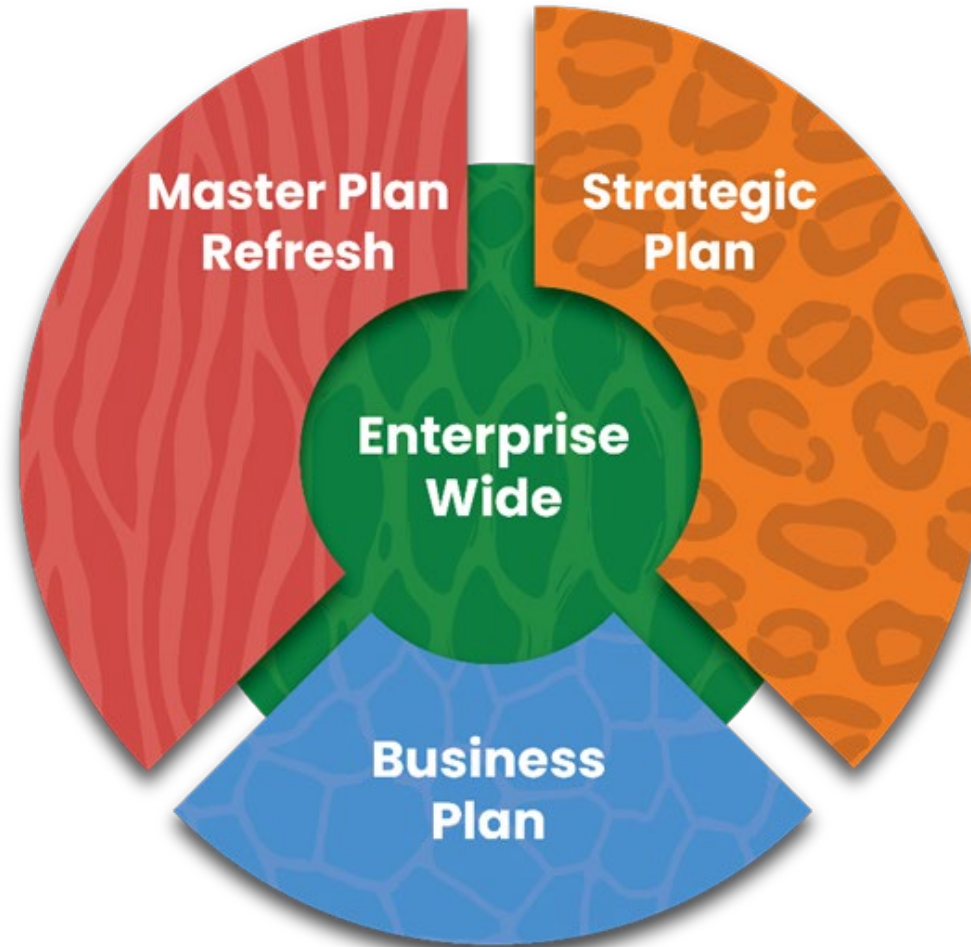 Master Plan
Refresh
Strategic
Plan
Enterprise
Wide
Business
Plan